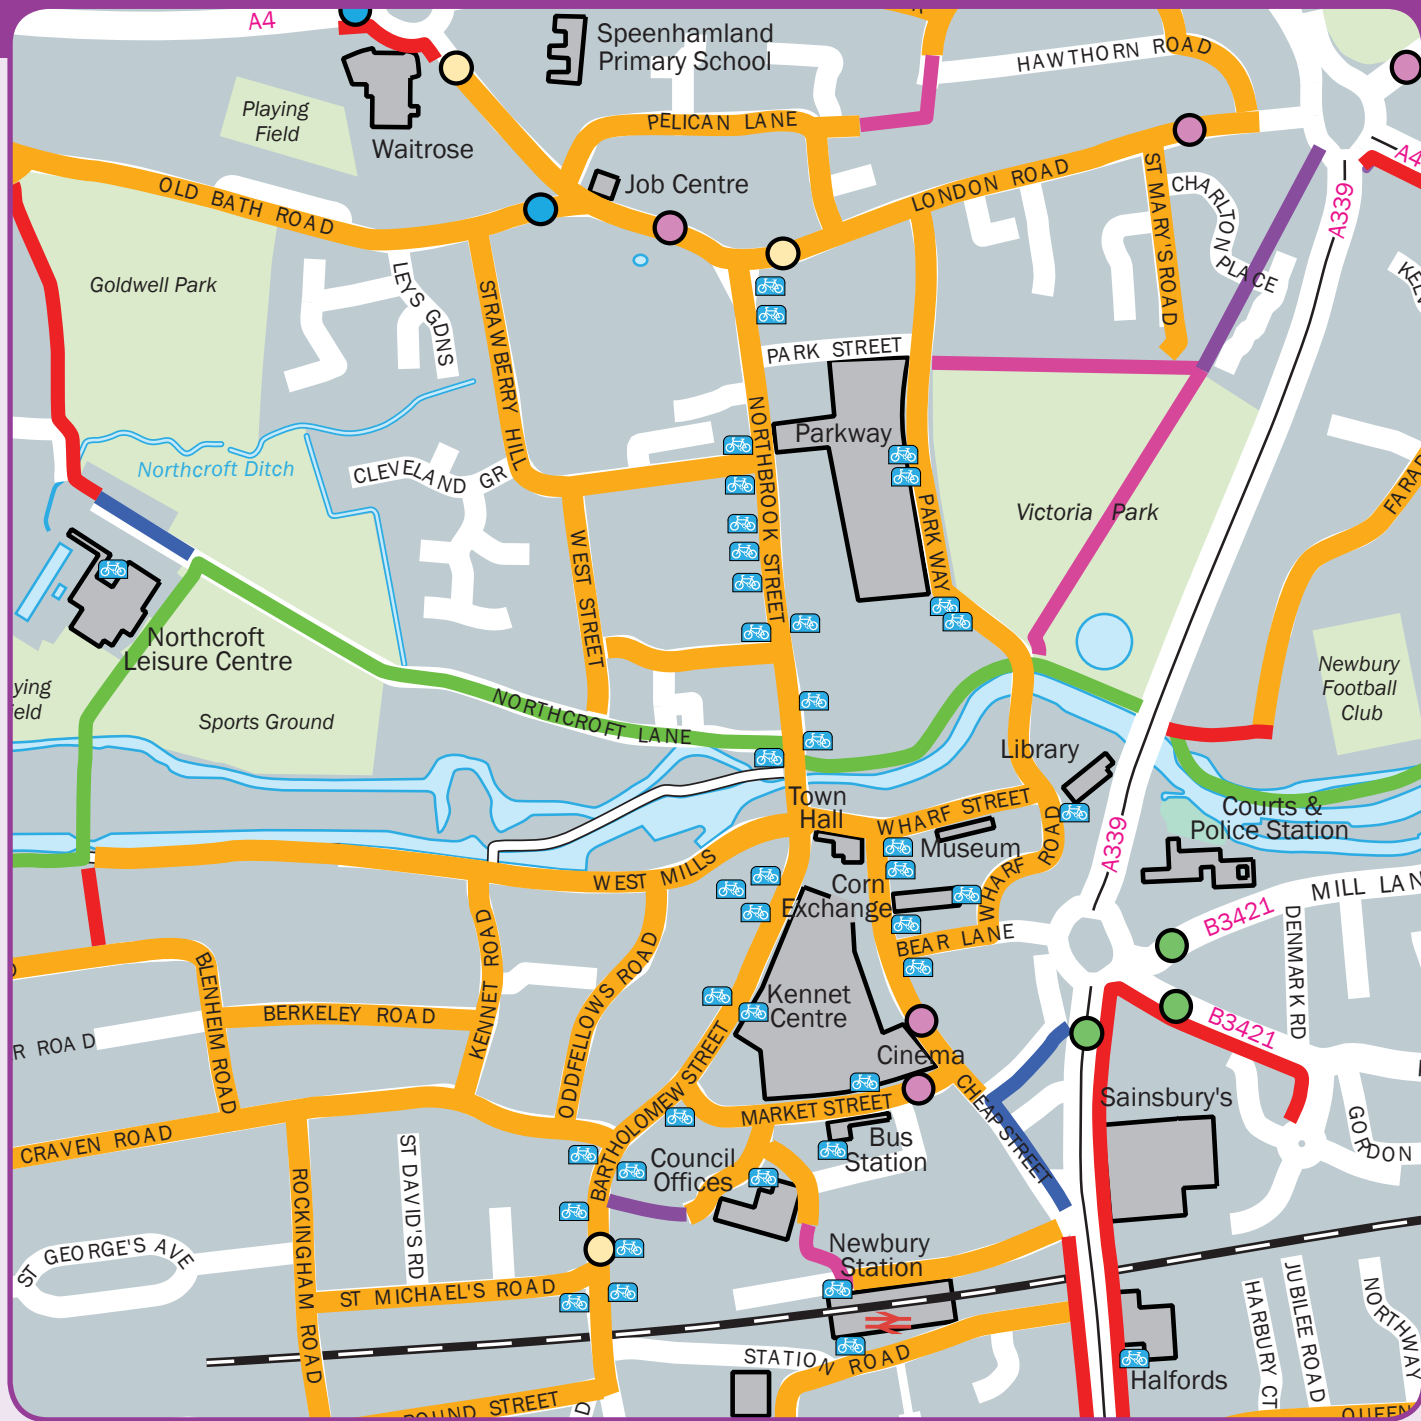 A4
Speenhamland
Primary School
HAWTHORN ROAD
Playing
Field
Waitrose
PELICAN LANE
A4
Job Centre
OLD BATH ROAD
LONDON ROAD
ST MARY'S ROAD
CHARLTON PLACE
A339
Goldwell Park
LEYS GDNS
STRAWBERRY HILL
PARK STREET
NORTHBROOK STREET
Parkway
Northcroft Ditch
CLEVELAND GR
Victoria Park
PARK WAY
WEST STREET
Northcroft
Leisure Centre
Newbury
Football
Club
Sports Ground
NORTHCROFT LANE
Library
Town
Hall
WHARF STREET
Museum
Courts &
Police Station
A339
WHARF ROAD
WEST MILLS
Corn
Exchange
MILL LAN
B3421
DENMARK RD
BEAR LANE
BLENHEIM ROAD
KENNET ROAD
ODDFELLOWS ROAD
Kennet
Centre
BERKELEY ROAD
B3421
R ROAD
Cinema
BARTHOLOMEW STREET
MARKET STREET
CHEAP STREET
Sainsbury's
CRAVEN ROAD
Bus
Station
GORDON
ST DAVID'S RD
Council
Offices
ROCKINGHAM ROAD
ST GEORGE'S AVE
Newbury
Station
ST MICHAEL'S ROAD
HARBURY CT
JUBILEE ROAD
NORTHWAY
STATION ROAD
Halfords